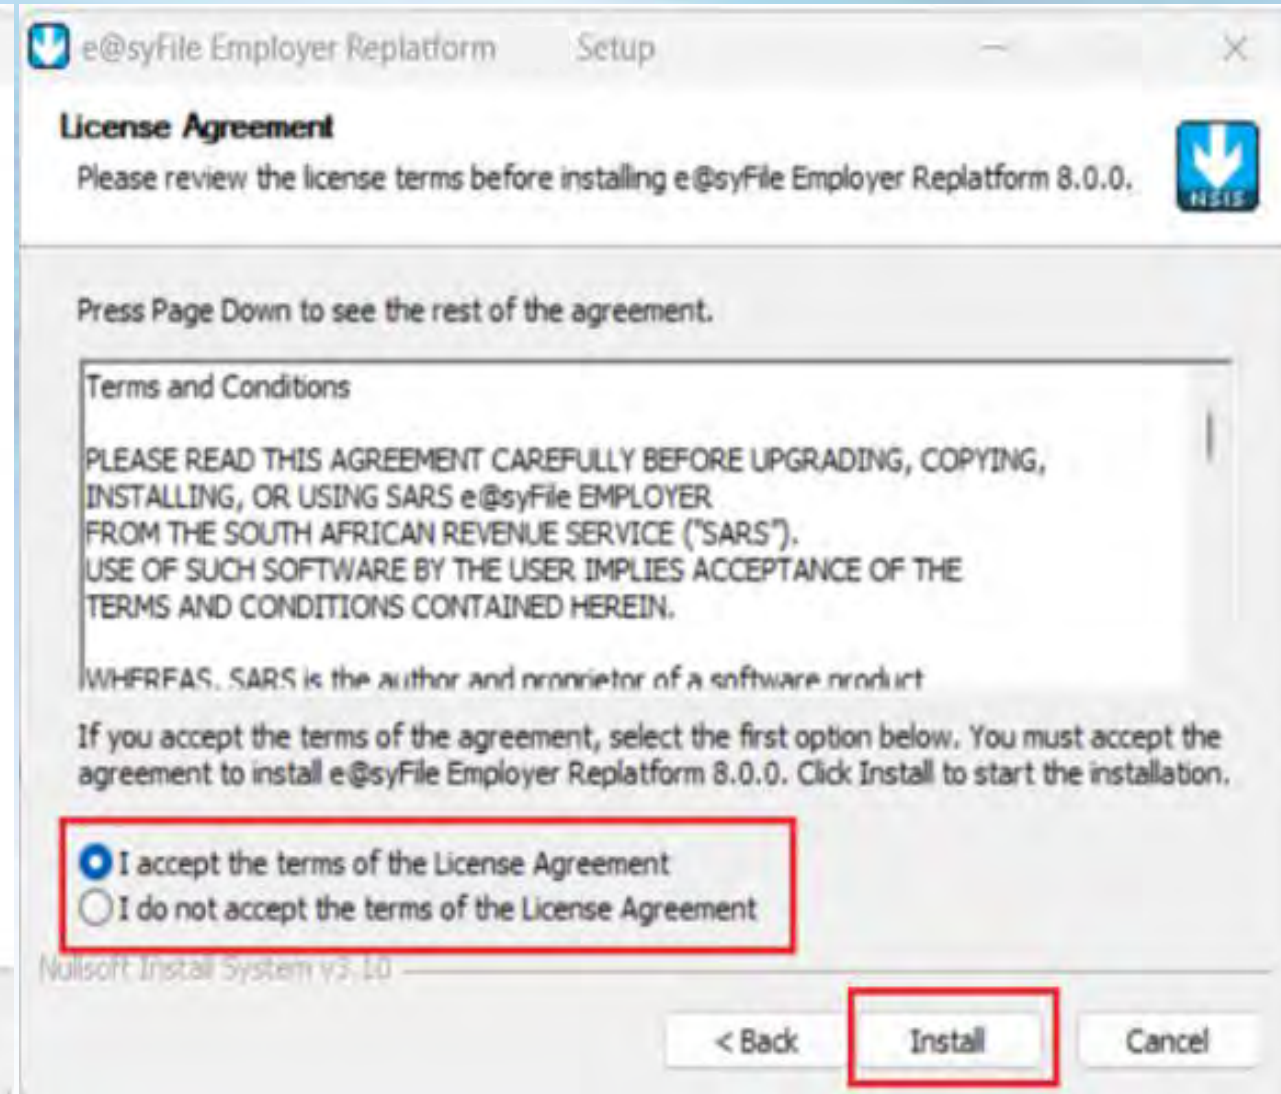 e@syFile Employer Replatform Setup
License Agreement
Please review the license terms before installing e@syFile Employer Replatform 8.0.0.
NSIS
Press Page Down to see the rest of the agreement.
Terms and Conditions
PLEASE READ THIS AGREEMENT CAREFULLY BEFORE UPGRADING, COPYING,
INSTALLING, OR USING SARS e@syFile EMPLOYER
FROM THE SOUTH AFRICAN REVENUE SERVICE ("SARS").
USE OF SUCH SOFTWARE BY THE USER IMPLIES ACCEPTANCE OF THE
TERMS AND CONDITIONS CONTAINED HEREIN.
WHEREAS, SARS is the author and proprietor of a software product
If you accept the terms of the agreement, select the first option below. You must accept the
agreement to install e@syFile Employer Replatform 8.0.0. Click Install to start the installation.
I accept the terms of the License Agreement
I do not accept the terms of the License Agreement
Nullsoft Install System v3.10
< Back Install Cancel